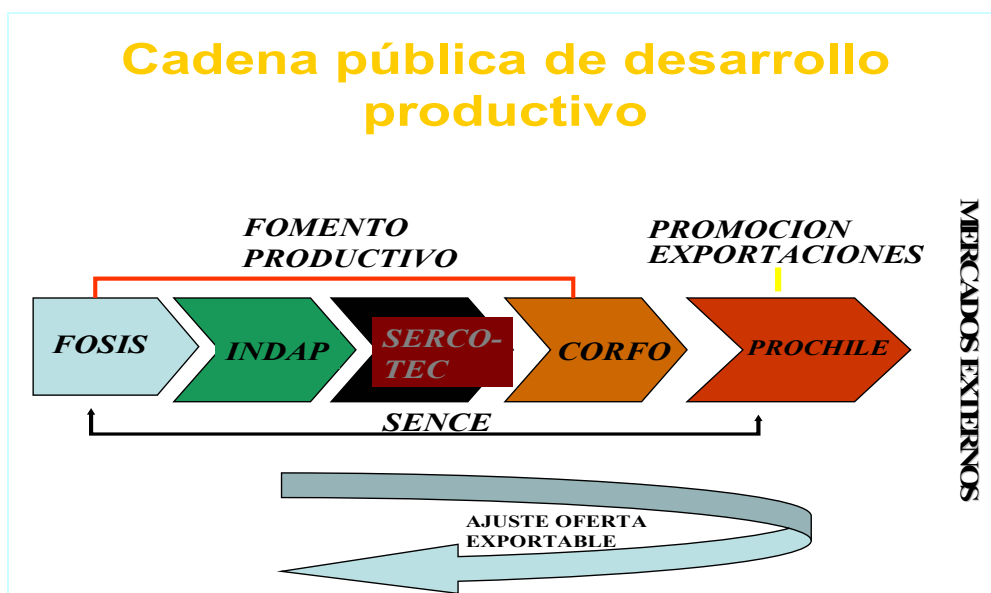 Cadena pública de desarrollo
productivo
FOMENTO
PRODUCTIVO
PROMOCION
EXPORTACIONES
FOSIS
INDAP
SERCO-
TEC
CORFO
PROCHILE
SENCE
AJUSTE OFERTA
EXPORTABLE
MERCADOS EXTERNOS